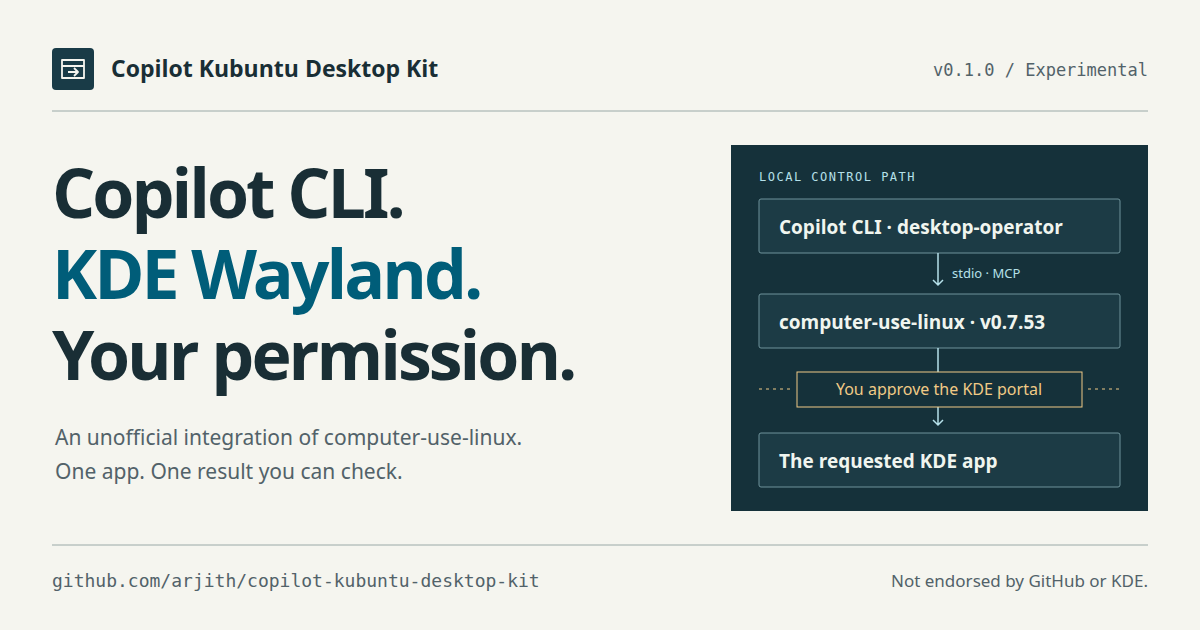 Copilot Kubuntu Desktop Kit
v0.1.0 / Experimental
Copilot CLI.
KDE Wayland.
Your permission.
An unofficial integration of computer-use-linux.
One app. One result you can check.
LOCAL CONTROL PATH
Copilot CLI · desktop-operator
stdio · MCP
computer-use-linux · v0.7.53
You approve the KDE portal
The requested KDE app
github.com/arjith/copilot-kubuntu-desktop-kit
Not endorsed by GitHub or KDE.